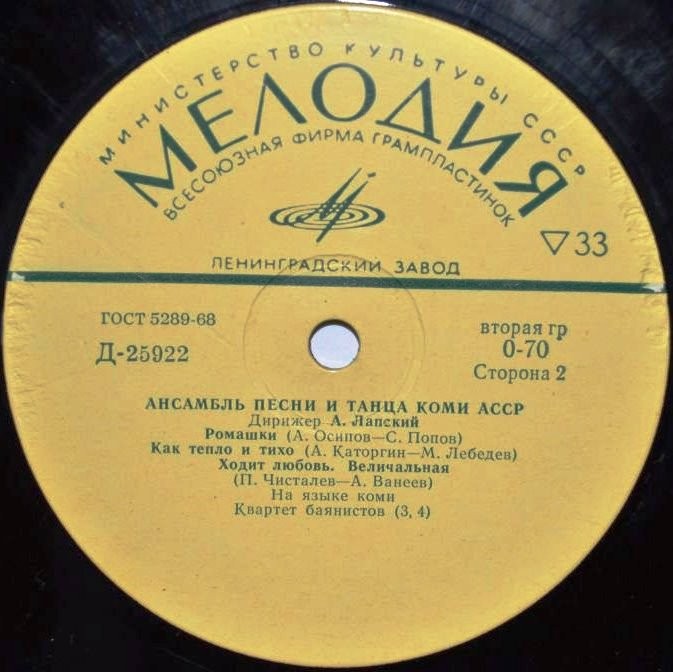 МИНИСТЕРСТВО КУЛЬТУРЫ СССР
МЕЛОДИЯ
ВСЕСОЮЗНАЯ ФИРМА ГРАМПЛАСТИНОК
▽33
ЛЕНИНГРАДСКИЙ ЗАВОД
ГОСТ 5289-68
Д-25922
вторая гр
0-70
Сторона 2
АНСАМБЛЬ ПЕСНИ И ТАНЦА КОМИ АССР
Дирижер А. Лапский
Ромашки (А. Осипов—С. Попов)
Как тепло и тихо (А. Каторгин—М. Лебедев)
Ходит любовь. Величальная
(П. Чисталев—А. Ванеев)
На языке коми
Квартет баянистов (3, 4)